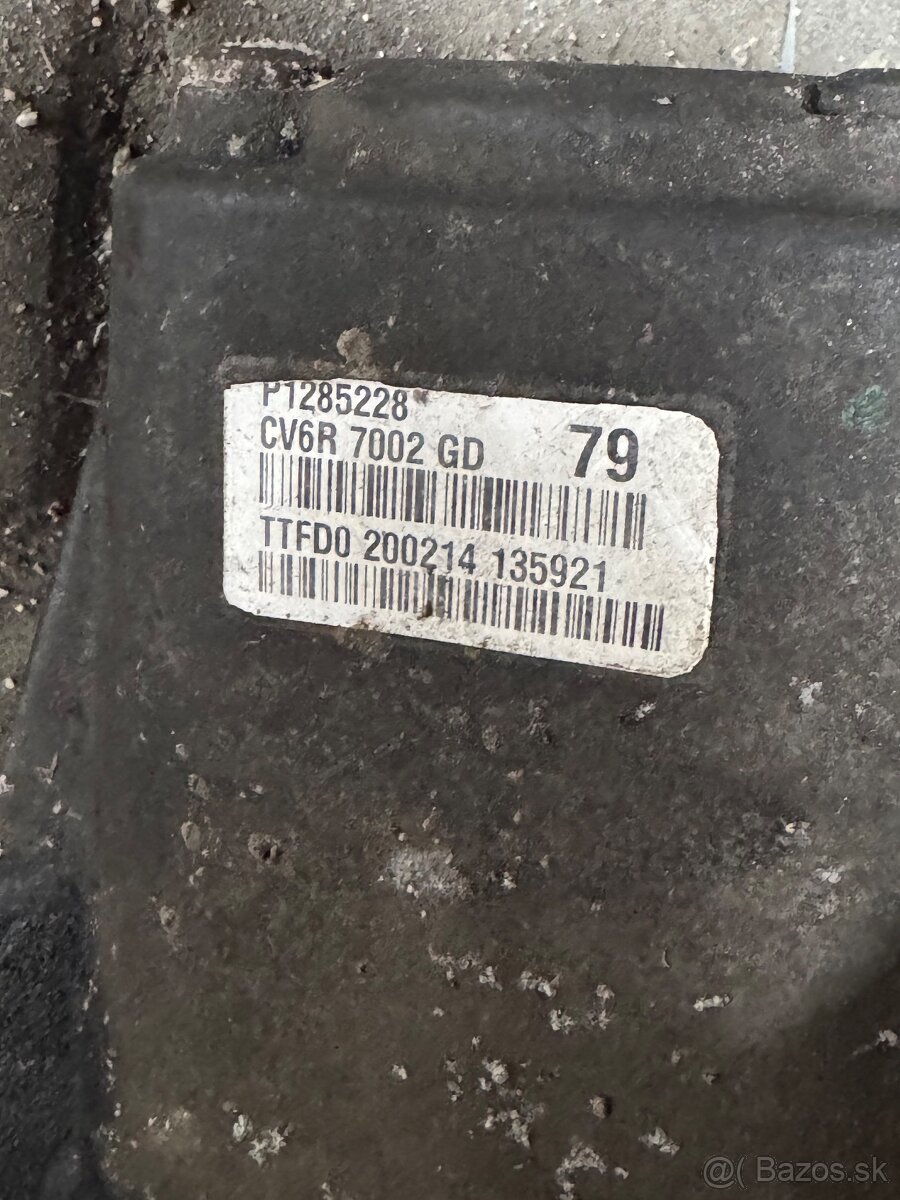 P1285228
CV6R 7002 GD 79
TTFD0 200214 135921
@( Bazos.sk